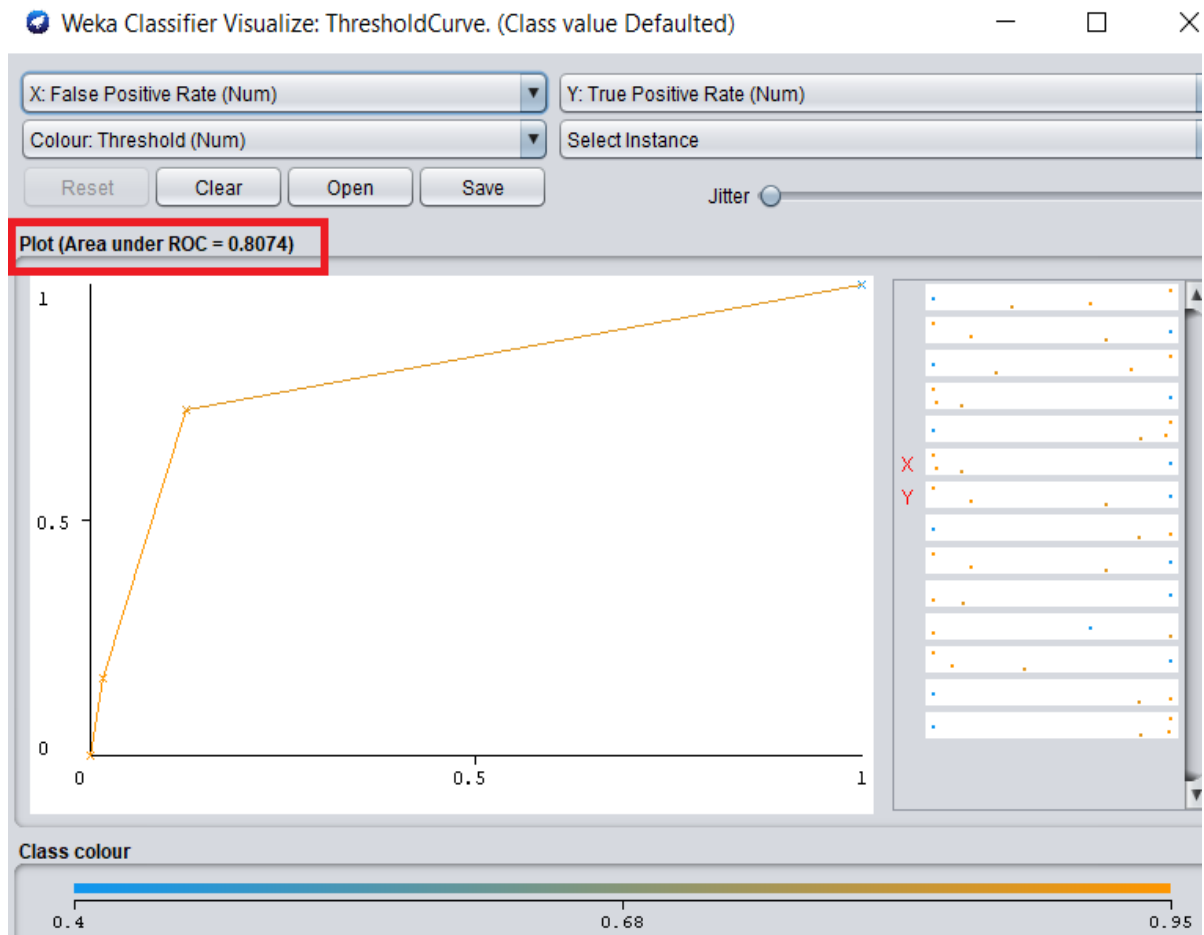 Weka Classifier Visualize: ThresholdCurve. (Class value Defaulted)
X: False Positive Rate (Num) Y: True Positive Rate (Num)
Colour: Threshold (Num) Select Instance
Reset Clear Open Save Jitter
Plot (Area under ROC = 0.8074)
1
0.5
0
0 0.5 1
X
Y
Class colour
0.4 0.68 0.95